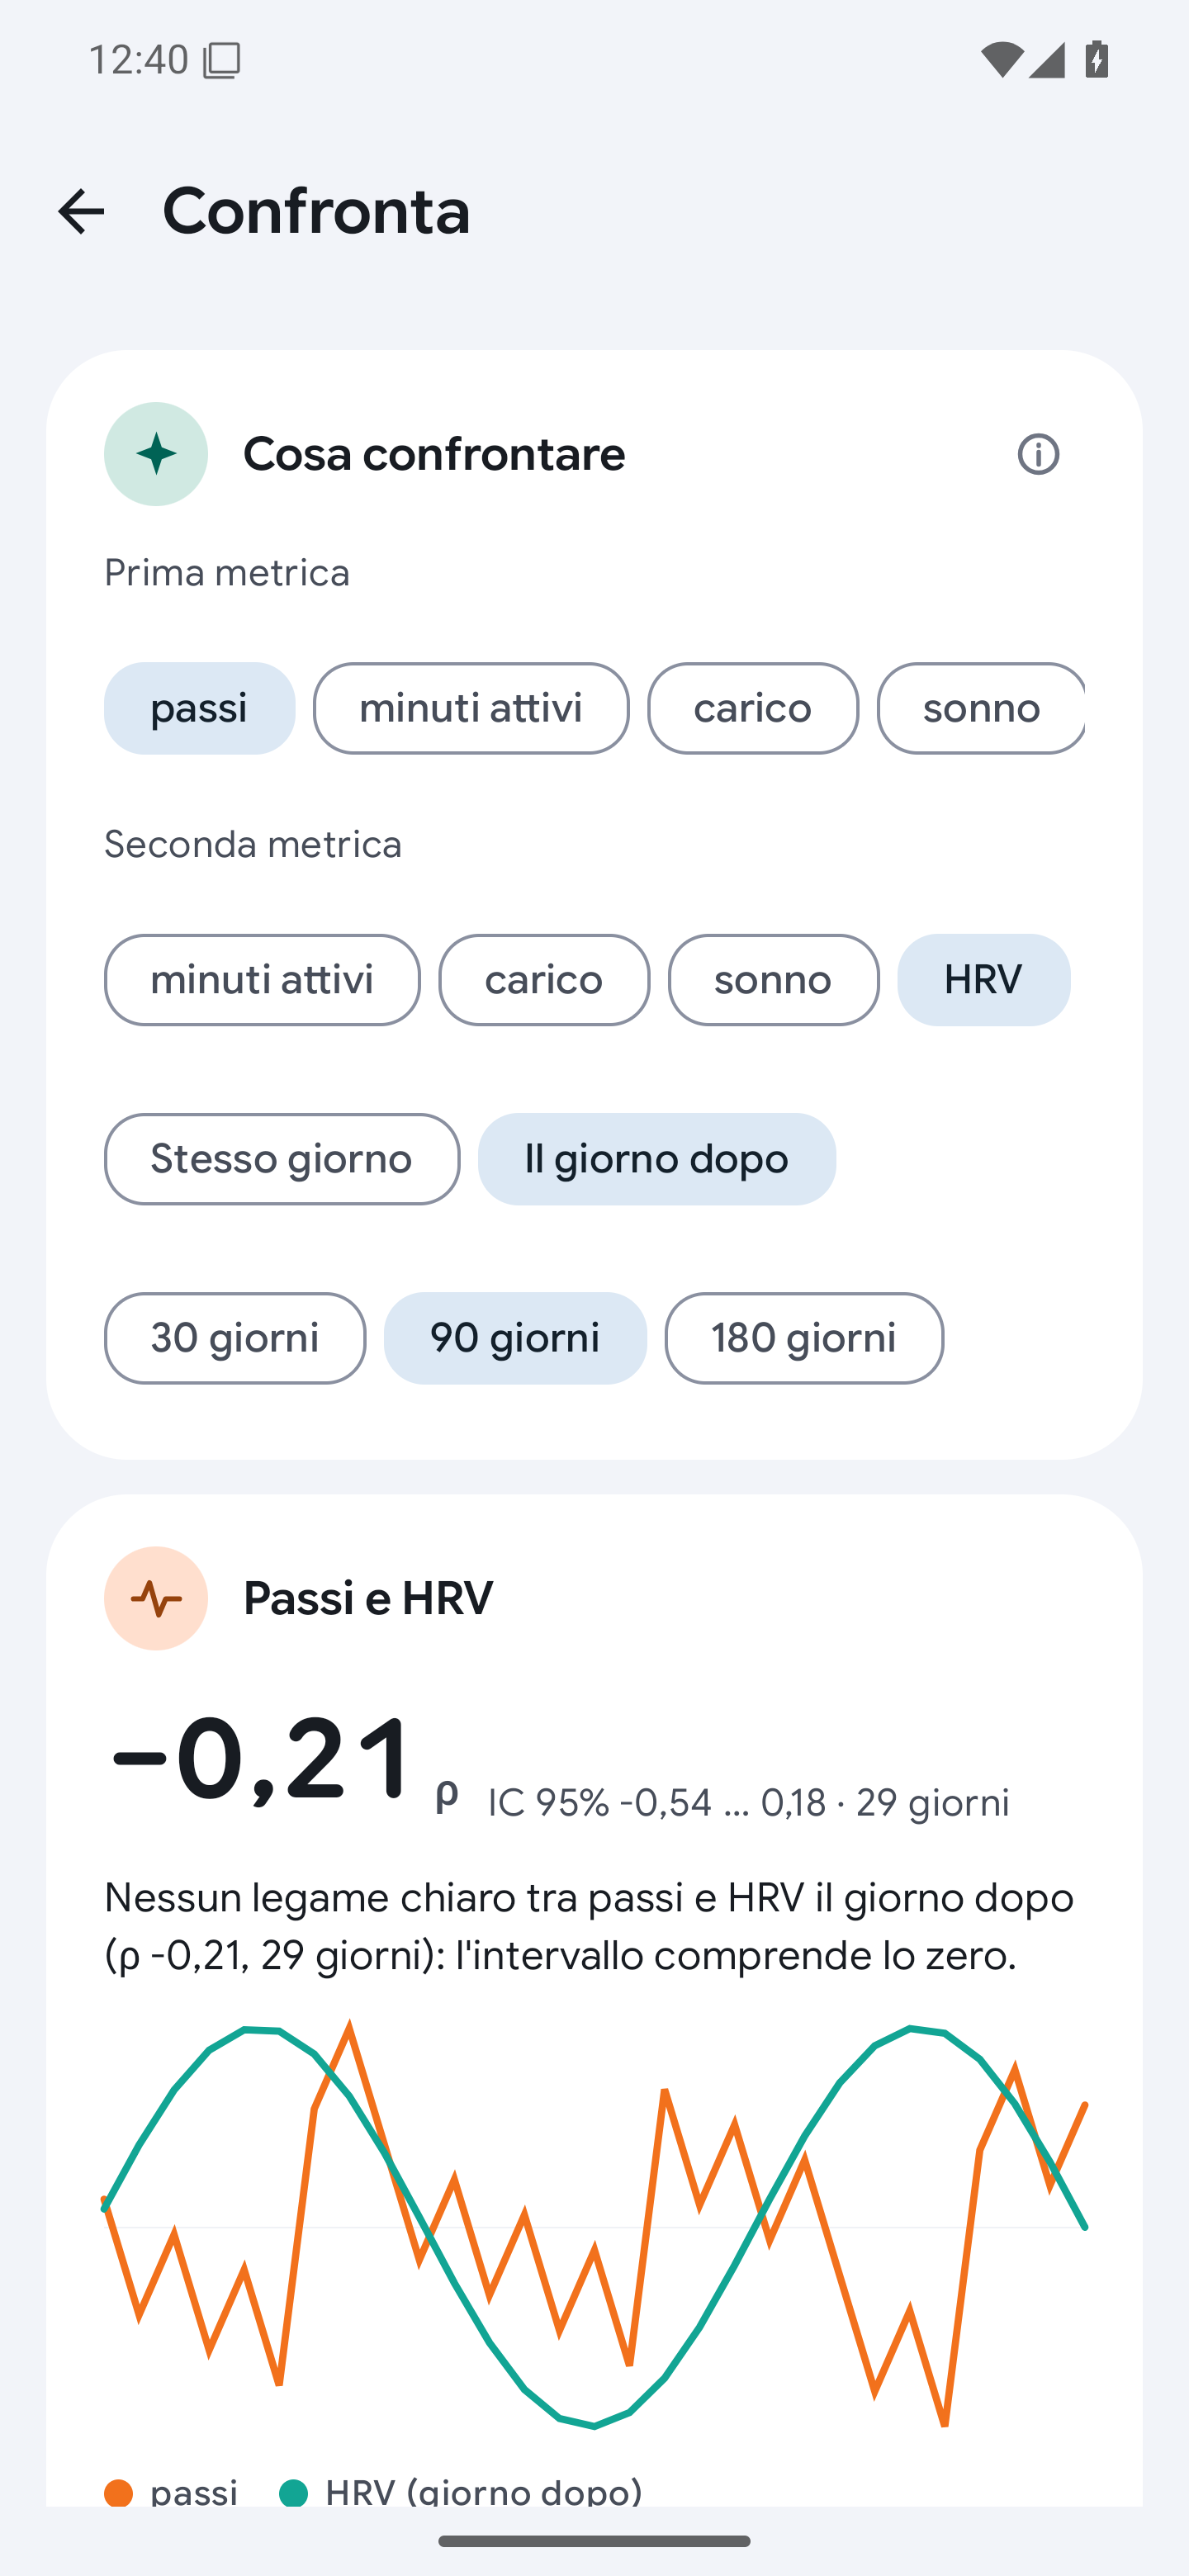 12:40
Confronta
Cosa confrontare
Prima metrica
passi
minuti attivi
carico
sonno
Seconda metrica
minuti attivi
carico
sonno
HRV
Stesso giorno
Il giorno dopo
30 giorni
90 giorni
180 giorni
Passi e HRV
−0,21 ρ IC 95% -0,54 … 0,18 · 29 giorni
Nessun legame chiaro tra passi e HRV il giorno dopo
(ρ -0,21, 29 giorni): l'intervallo comprende lo zero.
passi
HRV (giorno dopo)